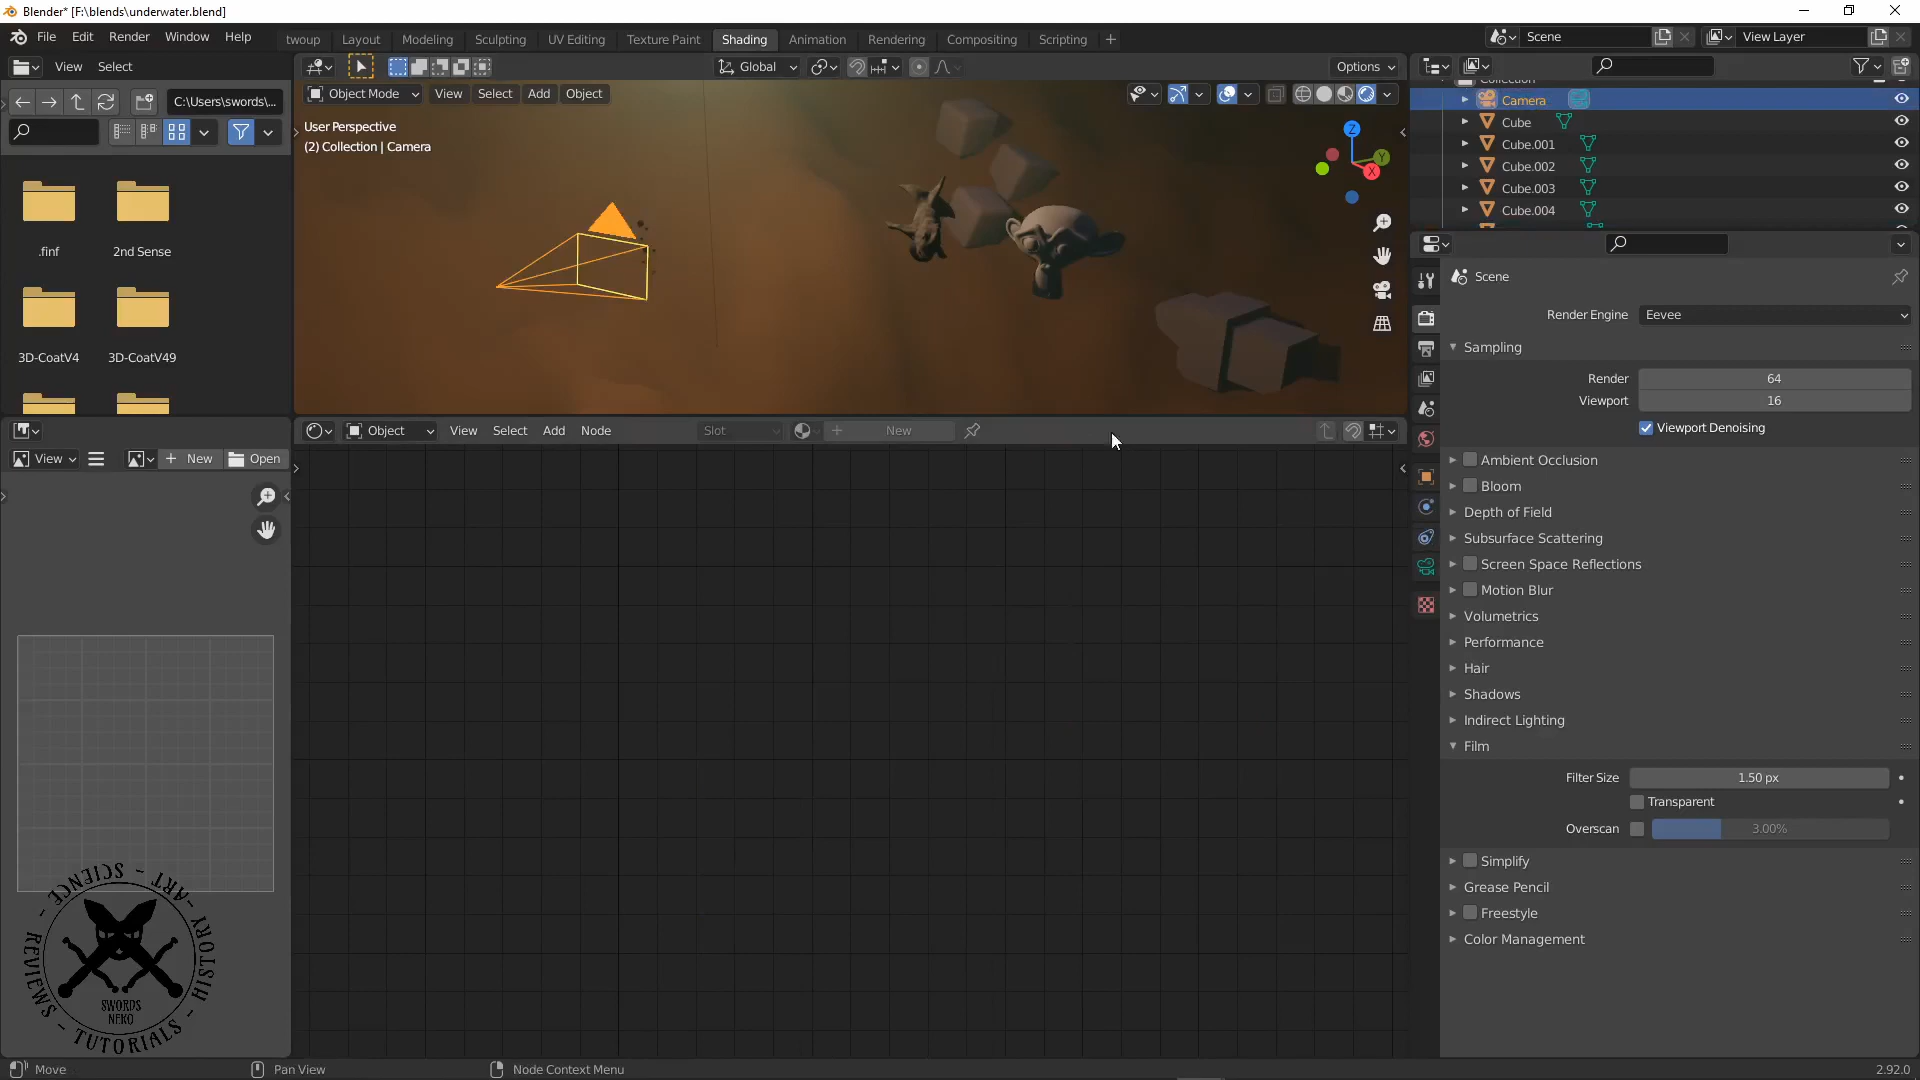 Blender* [F:\blends\underwater.blend]
File Edit Render Window Help twoup Layout Modeling Sculpting UV Editing Texture Paint Shading Animation Rendering Compositing Scripting + Scene View Layer
View Select Global Options
C:\Users\swords\... Object Mode View Select Add Object
User Perspective
(2) Collection | Camera
Z
Y
X
.finf 2nd Sense
3D-CoatV4 3D-CoatV49
Collection
Camera
Cube
Cube.001
Cube.002
Cube.003
Cube.004
Scene
Render Engine Eevee
Sampling
Render 64
Viewport 16
Viewport Denoising
Ambient Occlusion
Bloom
Depth of Field
Subsurface Scattering
Screen Space Reflections
Motion Blur
Volumetrics
Performance
Hair
Shadows
Indirect Lighting
Film
Filter Size 1.50 px
Transparent
Overscan 3.00%
Simplify
Grease Pencil
Freestyle
Color Management
Object View Select Add Node Slot New
View New Open
REVIEWS - SCIENCE - ART - HISTORY - TUTORIALS -
SWORDS
NEKO
Move Pan View Node Context Menu 2.92.0